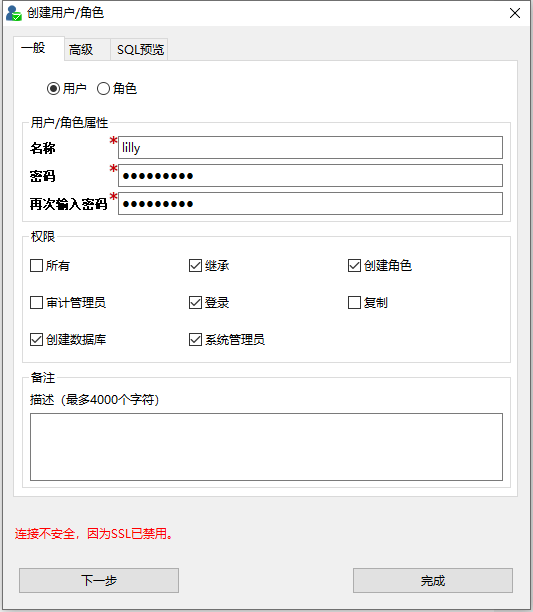 创建用户/角色
一般 高级 SQL预览
用户 角色
用户/角色属性
名称 * lilly
密码 * ●●●●●●●●●
再次输入密码 * ●●●●●●●●●
权限
所有 继承 创建角色
审计管理员 登录 复制
创建数据库 系统管理员
备注
描述（最多4000个字符）
连接不安全，因为SSL已禁用。
下一步 完成